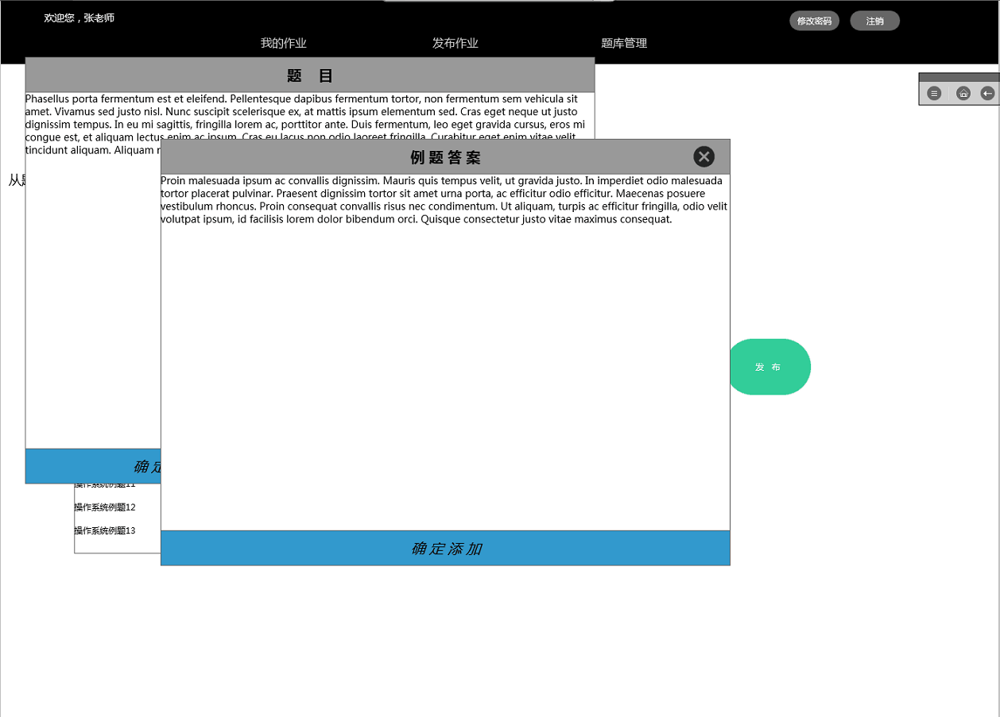 欢迎您，张老师
修改密码
注销
我的作业
发布作业
题库管理
题 目
Phasellus porta fermentum est et eleifend. Pellentesque dapibus fermentum tortor, non fermentum sem vehicula sit
amet. Vivamus sed justo nisl. Nunc suscipit scelerisque ex, at mattis ipsum elementum sed. Cras eget neque ut justo
dignissim tempus. In eu mi sagittis, fringilla lorem ac, porttitor ante. Duis fermentum, leo eget gravida cursus, eros mi
congue est, et aliquam lectus enim ac ipsum. Cras eu lacus non odio laoreet fringilla. Curabitur eget enim vitae velit
tincidunt aliquam. Aliquam
从
例题答案
Proin malesuada ipsum ac convallis dignissim. Mauris quis tempus velit, ut gravida justo. In imperdiet odio malesuada
tortor placerat pulvinar. Praesent dignissim tortor sit amet urna porta, ac efficitur odio efficitur. Maecenas posuere
vestibulum rhoncus. Proin consequat convallis risus nec condimentum. Ut aliquam, turpis ac efficitur fringilla, odio velit
volutpat ipsum, id facilisis lorem dolor bibendum orci. Quisque consectetur justo vitae maximus consequat.
发 布
确定
操作系统例题11
操作系统例题12
操作系统例题13
确定添加